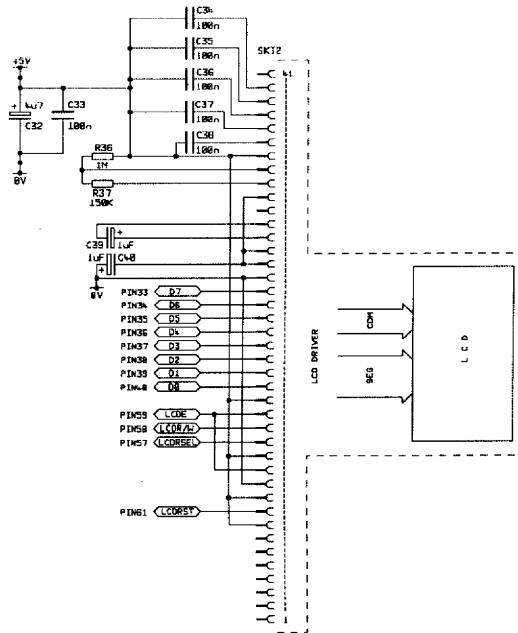 C34
100n
C35
100n
SKT2
+5V
41
C36
100n
+ 4u7
C33
C37
C32
100n
100n
C38
R36
100n
1M
0V
R37
150K
C39
+
1uF
1uF
C40
+
0V
PIN33 D7
PIN34 D6
PIN35 D5
PIN36 D4
PIN37 D3
PIN38 D2
PIN39 D1
PIN40 D0
PIN59 LCDE
PIN58 LCDR/W
PIN57 LCDRSEL
PIN61 LCDRST
1
LCD DRIVER
COM
SEG
LCD